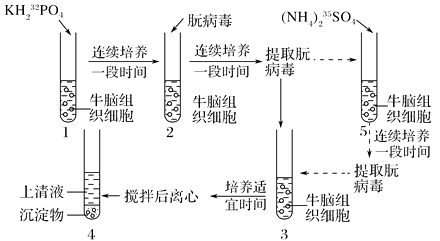 KH₂³²PO₄
朊病毒
(NH₄)₂³⁵SO₄
连续培养
一段时间
连续培养
一段时间
提取朊
病毒
牛脑组
织细胞
1
牛脑组
织细胞
2
牛脑组
织细胞
5
连续培养
一段时间
提取朊
病毒
上清液
沉淀物
4
搅拌后离心
培养适
宜时间
牛脑组
织细胞
3